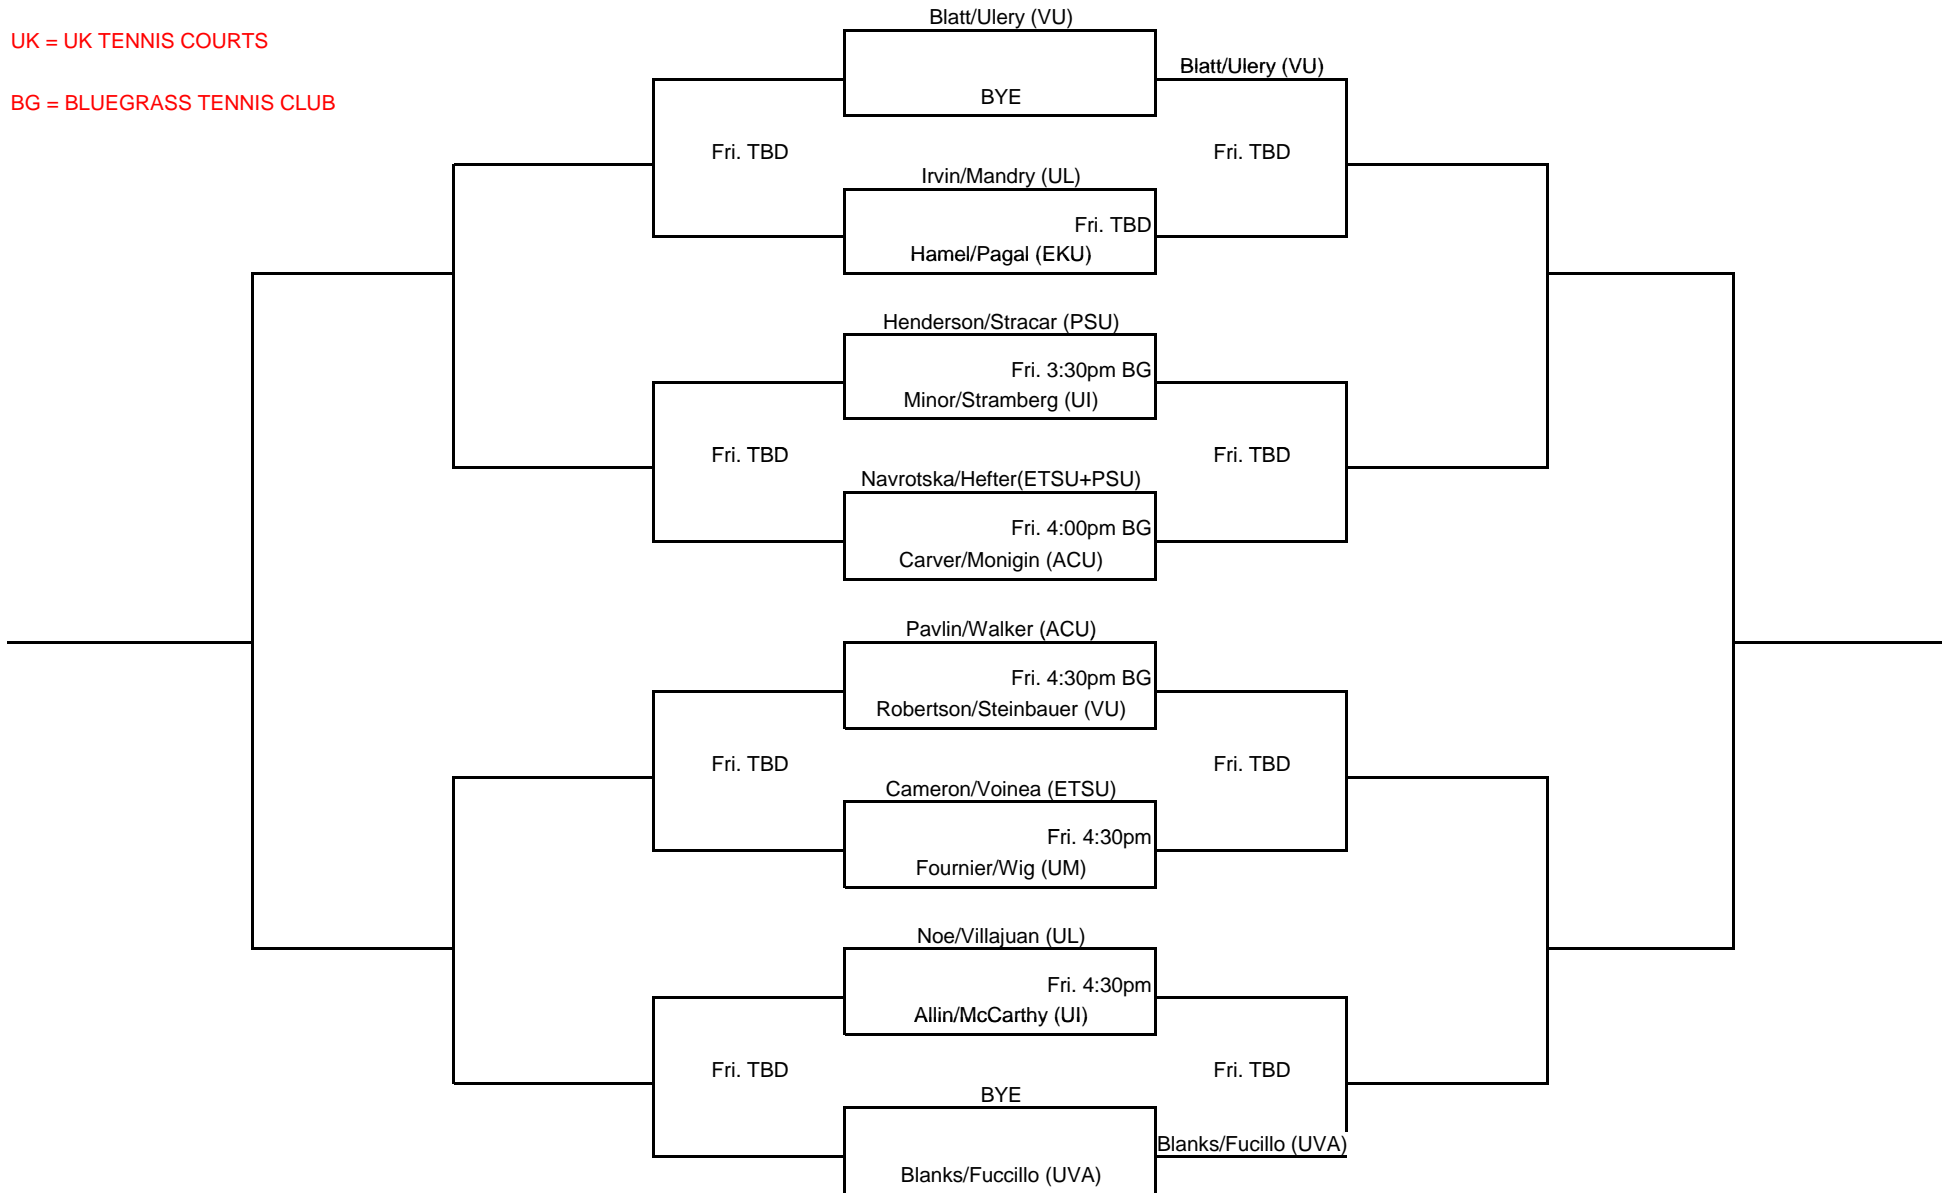 Blatt/Ulery (VU)
UK = UK TENNIS COURTS
Blatt/Ulery (VU)
BG = BLUEGRASS TENNIS CLUB
BYE
Fri. TBD
Fri. TBD
Irvin/Mandry (UL)
Fri. TBD
Hamel/Pagal (EKU)
Henderson/Stracar (PSU)
Fri. 3:30pm BG
Minor/Stramberg (UI)
Fri. TBD
Fri. TBD
Navrotska/Hefter(ETSU+PSU)
Fri. 4:00pm BG
Carver/Monigin (ACU)
Pavlin/Walker (ACU)
Fri. 4:30pm BG
Robertson/Steinbauer (VU)
Fri. TBD
Fri. TBD
Cameron/Voinea (ETSU)
Fri. 4:30pm
Fournier/Wig (UM)
Noe/Villajuan (UL)
Fri. 4:30pm
Allin/McCarthy (UI)
Fri. TBD
Fri. TBD
BYE
Blanks/Fucillo (UVA)
Blanks/Fuccillo (UVA)